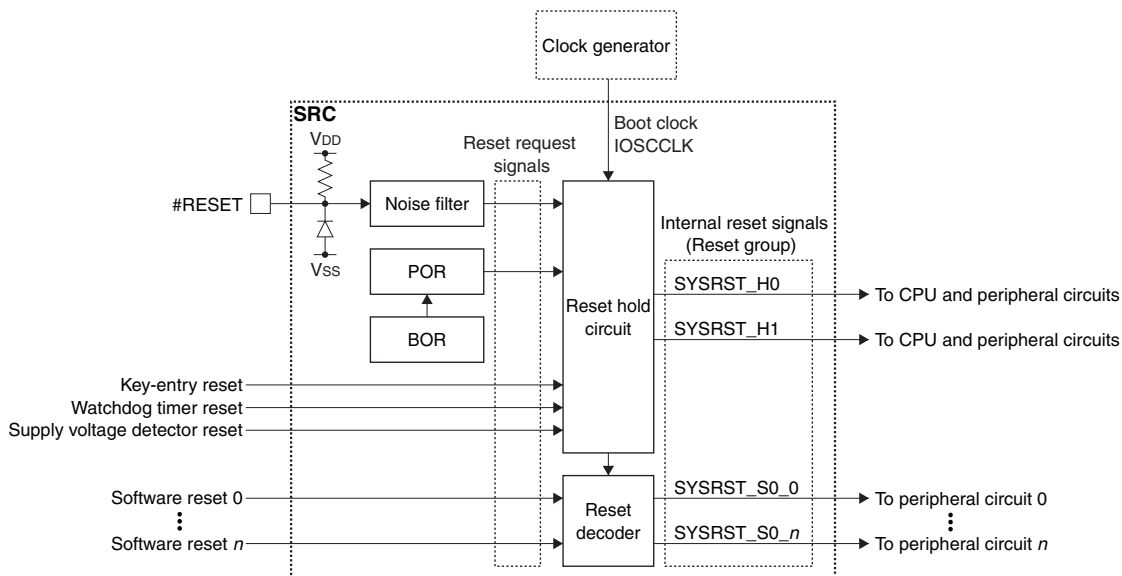 Clock generator
SRC
VDD
Boot clock
IOSCCLK
Reset request
signals
#RESET
Noise filter
Internal reset signals
(Reset group)
VSS
POR
SYSRST_H0
To CPU and peripheral circuits
Reset hold
circuit
BOR
SYSRST_H1
To CPU and peripheral circuits
Key-entry reset
Watchdog timer reset
Supply voltage detector reset
Software reset 0
Reset
decoder
SYSRST_S0_0
To peripheral circuit 0
Software reset n
SYSRST_S0_n
To peripheral circuit n